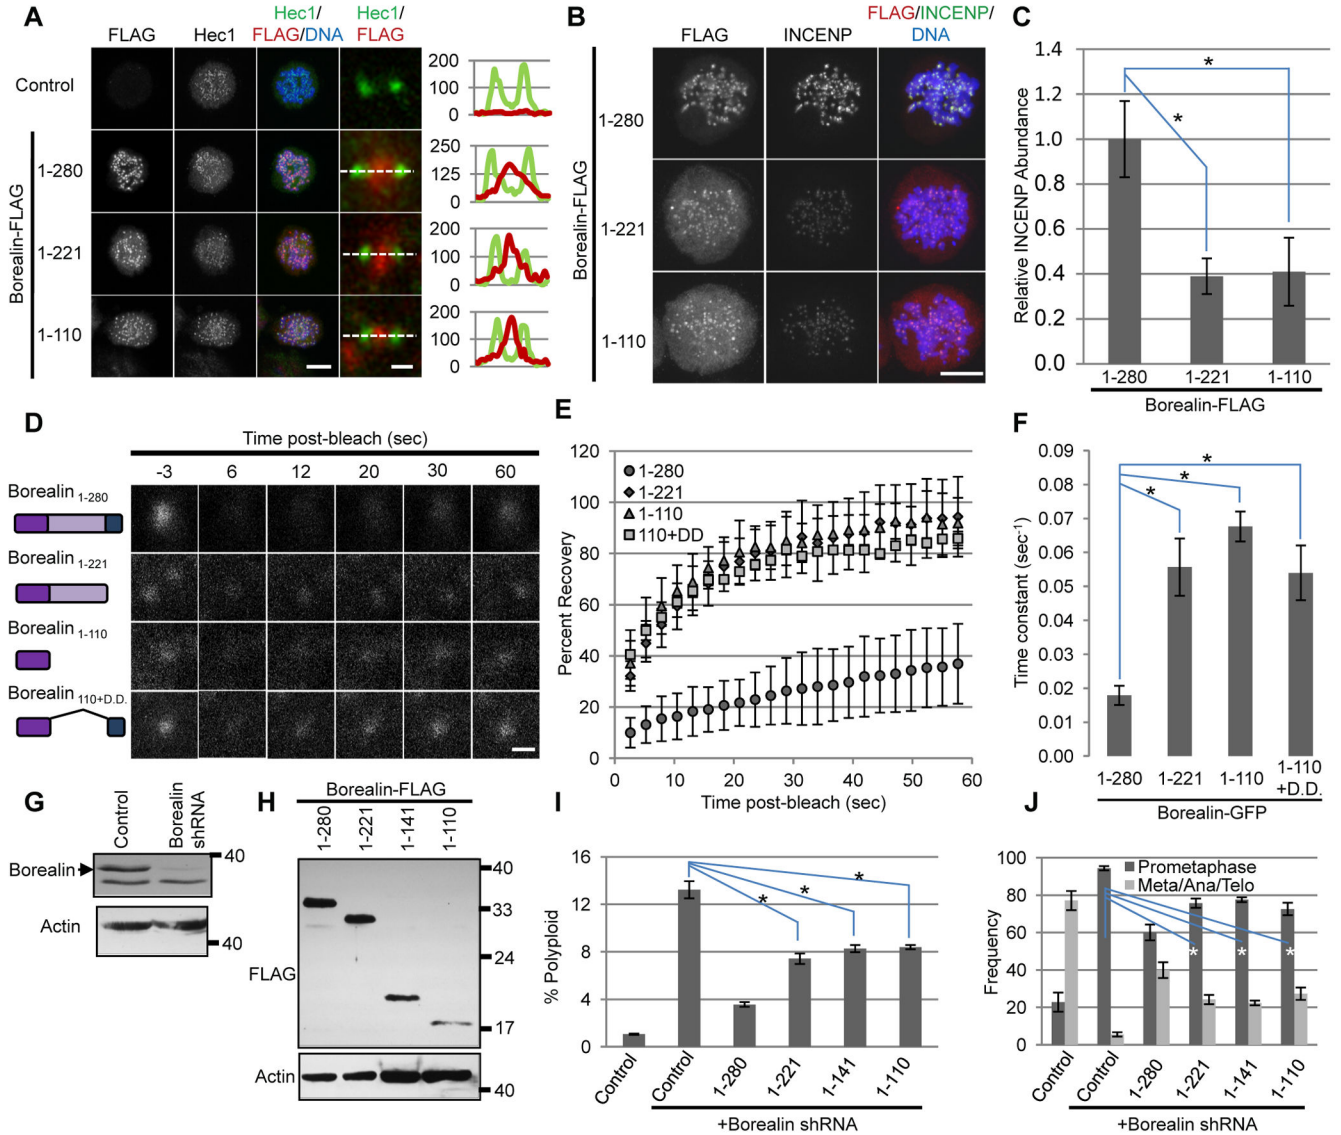 A
Hec1/ Hec1/
FLAG Hec1 FLAG/DNA FLAG
Control
1-280
1-221
1-110
Borealin-FLAG
200
100
0
250
125
0
200
100
0
200
100
0
B
FLAG/INCENP/
FLAG INCENP DNA
1-280
1-221
1-110
Borealin-FLAG
C
Relative INCENP Abundance
1.4
1.2
1.0
0.8
0.6
0.4
0.2
0.0
* *
1-280 1-221 1-110
Borealin-FLAG
D
Time post-bleach (sec)
-3 6 12 20 30 60
Borealin 1-280
Borealin 1-221
Borealin 1-110
Borealin 110+D.D.
E
Percent Recovery
120
100
80
60
40
20
0
1-280
1-221
1-110
110+DD
0 10 20 30 40 50 60
Time post-bleach (sec)
F
Time constant (sec-1)
0.09
0.08
0.07
0.06
0.05
0.04
0.03
0.02
0.01
0.00
* * *
1-280 1-221 1-110 1-110
+D.D.
Borealin-GFP
G
Control Borealin
shRNA
Borealin
40
Actin
40
H
Borealin-FLAG
1-280 1-221 1-141 1-110
40
33
24
17
FLAG
Actin
40
I
% Polyploid
16
12
8
4
0
* * *
Control Control 1-280 1-221 1-141 1-110
+Borealin shRNA
J
Frequency
100
80
60
40
20
0
Prometaphase
Meta/Ana/Telo
* * *
Control Control 1-280 1-221 1-141 1-110
+Borealin shRNA